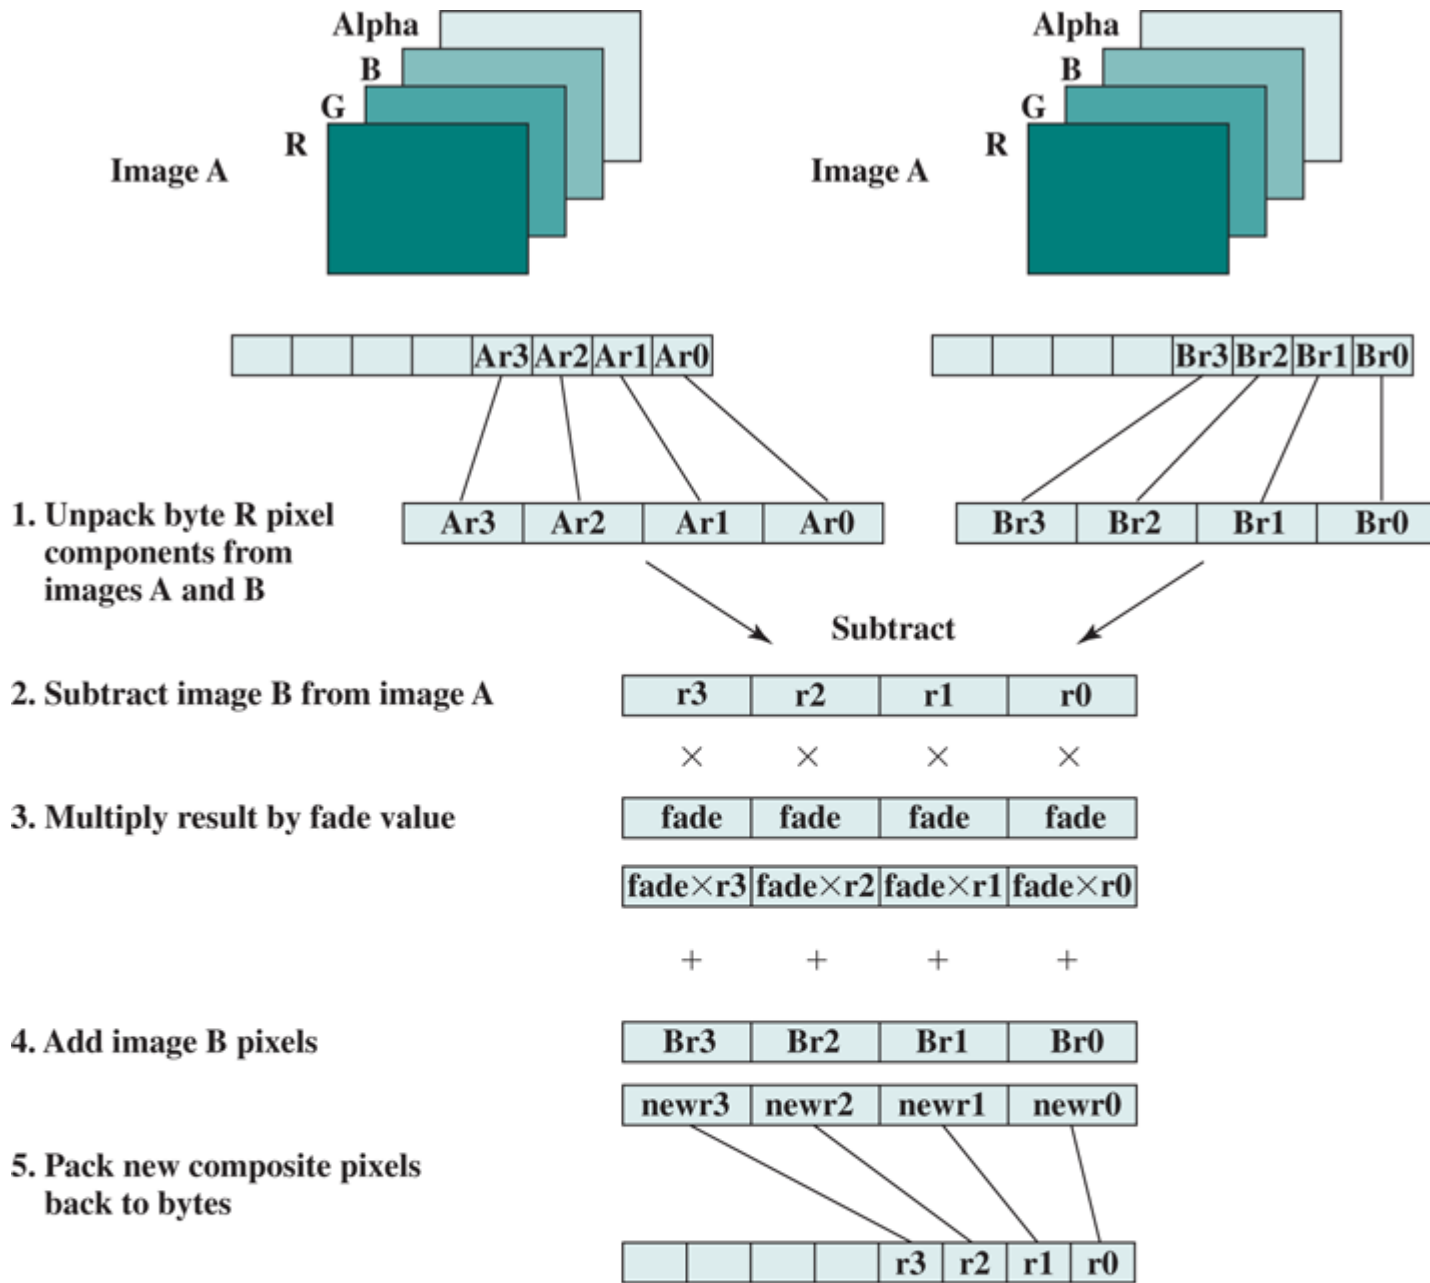 Alpha
B
G
R
Image A
Alpha
B
G
R
Image A
Ar3 Ar2 Ar1 Ar0
Br3 Br2 Br1 Br0
1. Unpack byte R pixel
components from
images A and B
Ar3 Ar2 Ar1 Ar0
Br3 Br2 Br1 Br0
Subtract
2. Subtract image B from image A
r3 r2 r1 r0
× × × ×
3. Multiply result by fade value
fade fade fade fade
fade×r3 fade×r2 fade×r1 fade×r0
+ + + +
4. Add image B pixels
Br3 Br2 Br1 Br0
newr3 newr2 newr1 newr0
5. Pack new composite pixels
back to bytes
r3 r2 r1 r0